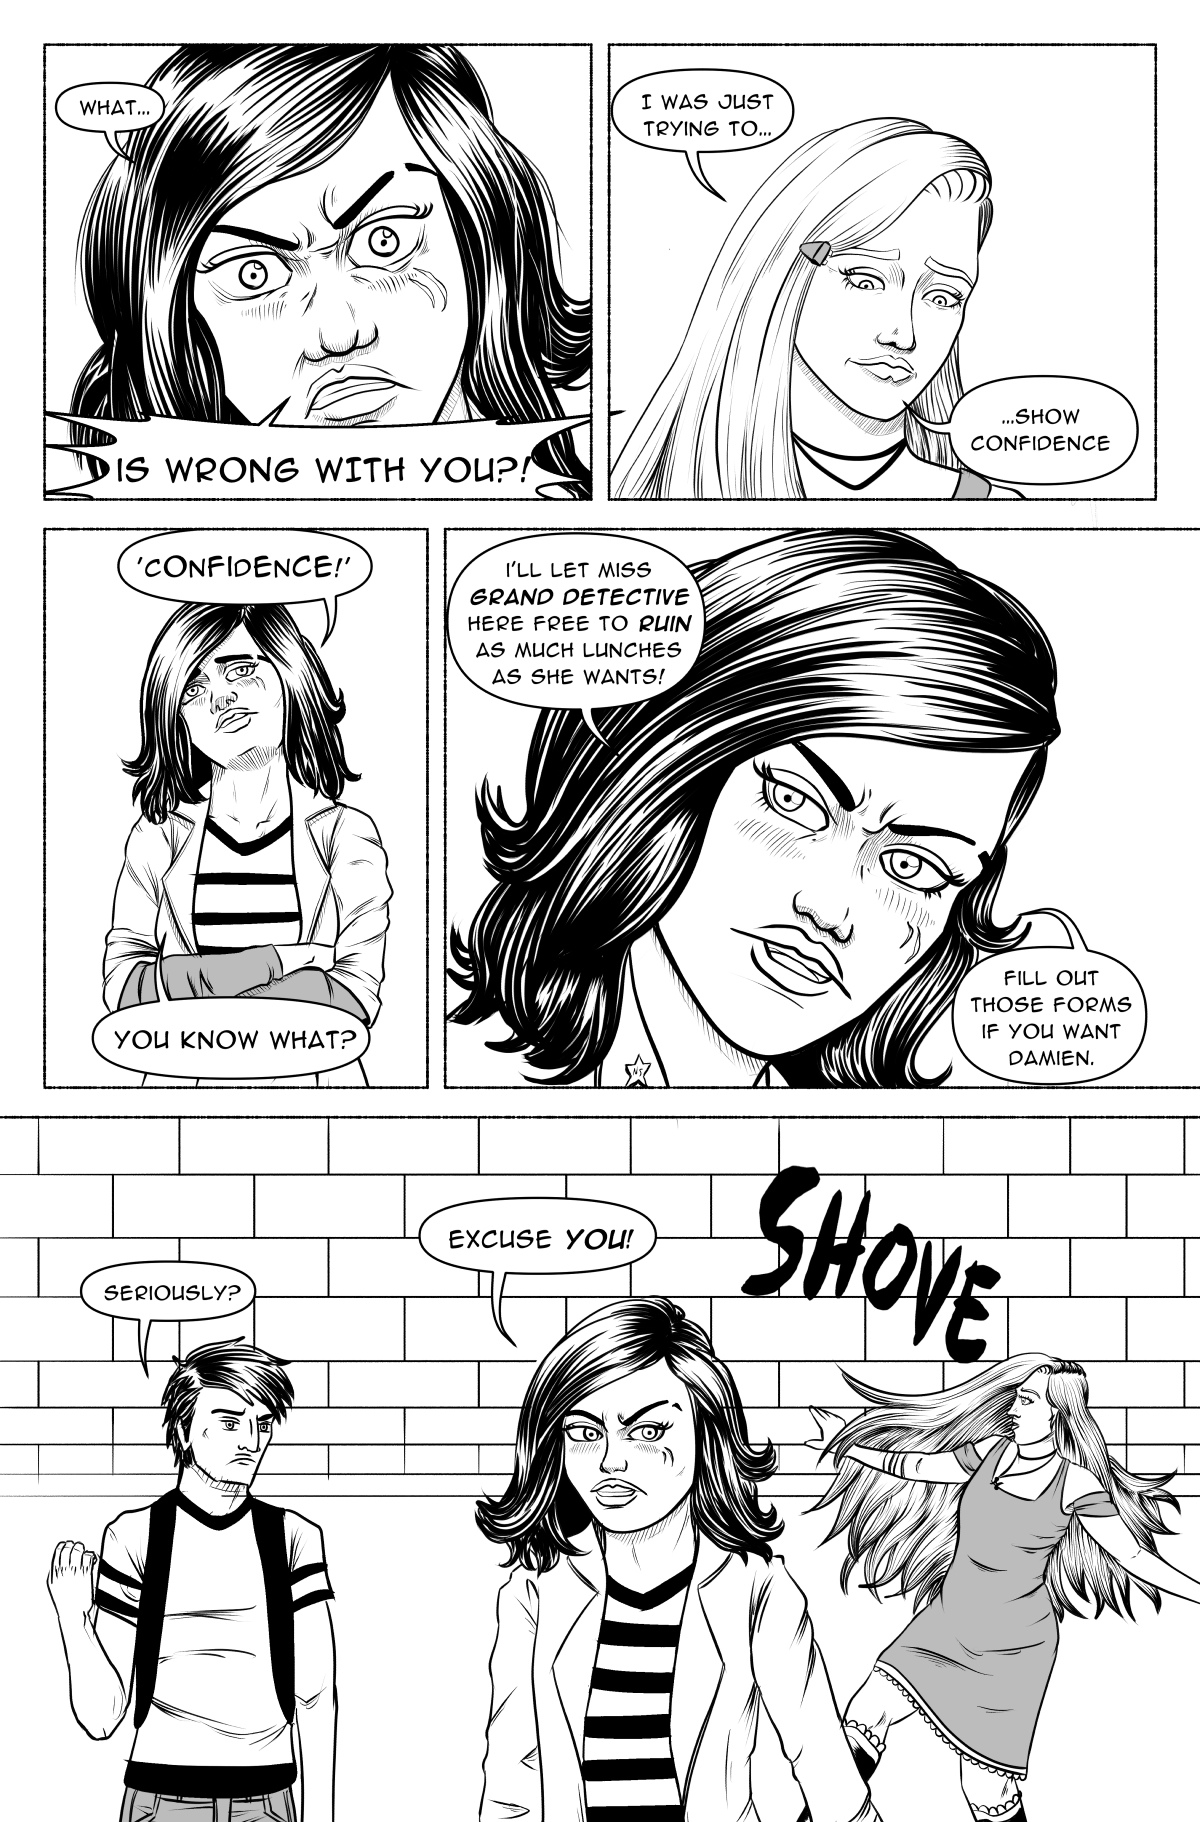 WHAT...
IS WRONG WITH YOU?!
I WAS JUST
TRYING TO...
...SHOW
CONFIDENCE
'CONFIDENCE!'
YOU KNOW WHAT?
I'LL LET MISS
GRAND DETECTIVE
HERE FREE TO RUIN
AS MUCH LUNCHES
AS SHE WANTS!
NS
FILL OUT
THOSE FORMS
IF YOU WANT
DAMIEN.
SERIOUSLY?
EXCUSE YOU!
SHOVE